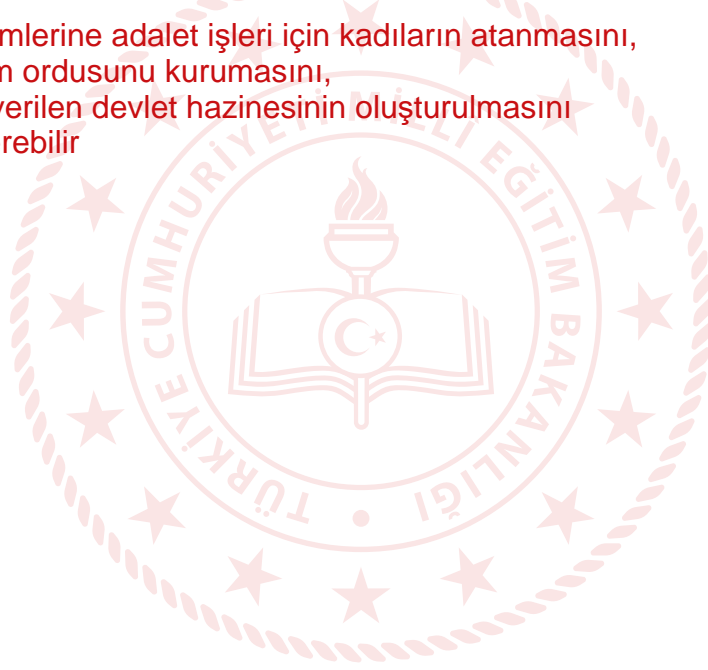 mlerine adalet işleri için kadıların atanmasını,
m ordusunu kurumasını,
verilen devlet hazinesinin oluşturulmasını
rebilir
TÜRKİYE CUMHURİYETİ MİLLİ EĞİTİM BAKANLIĞI